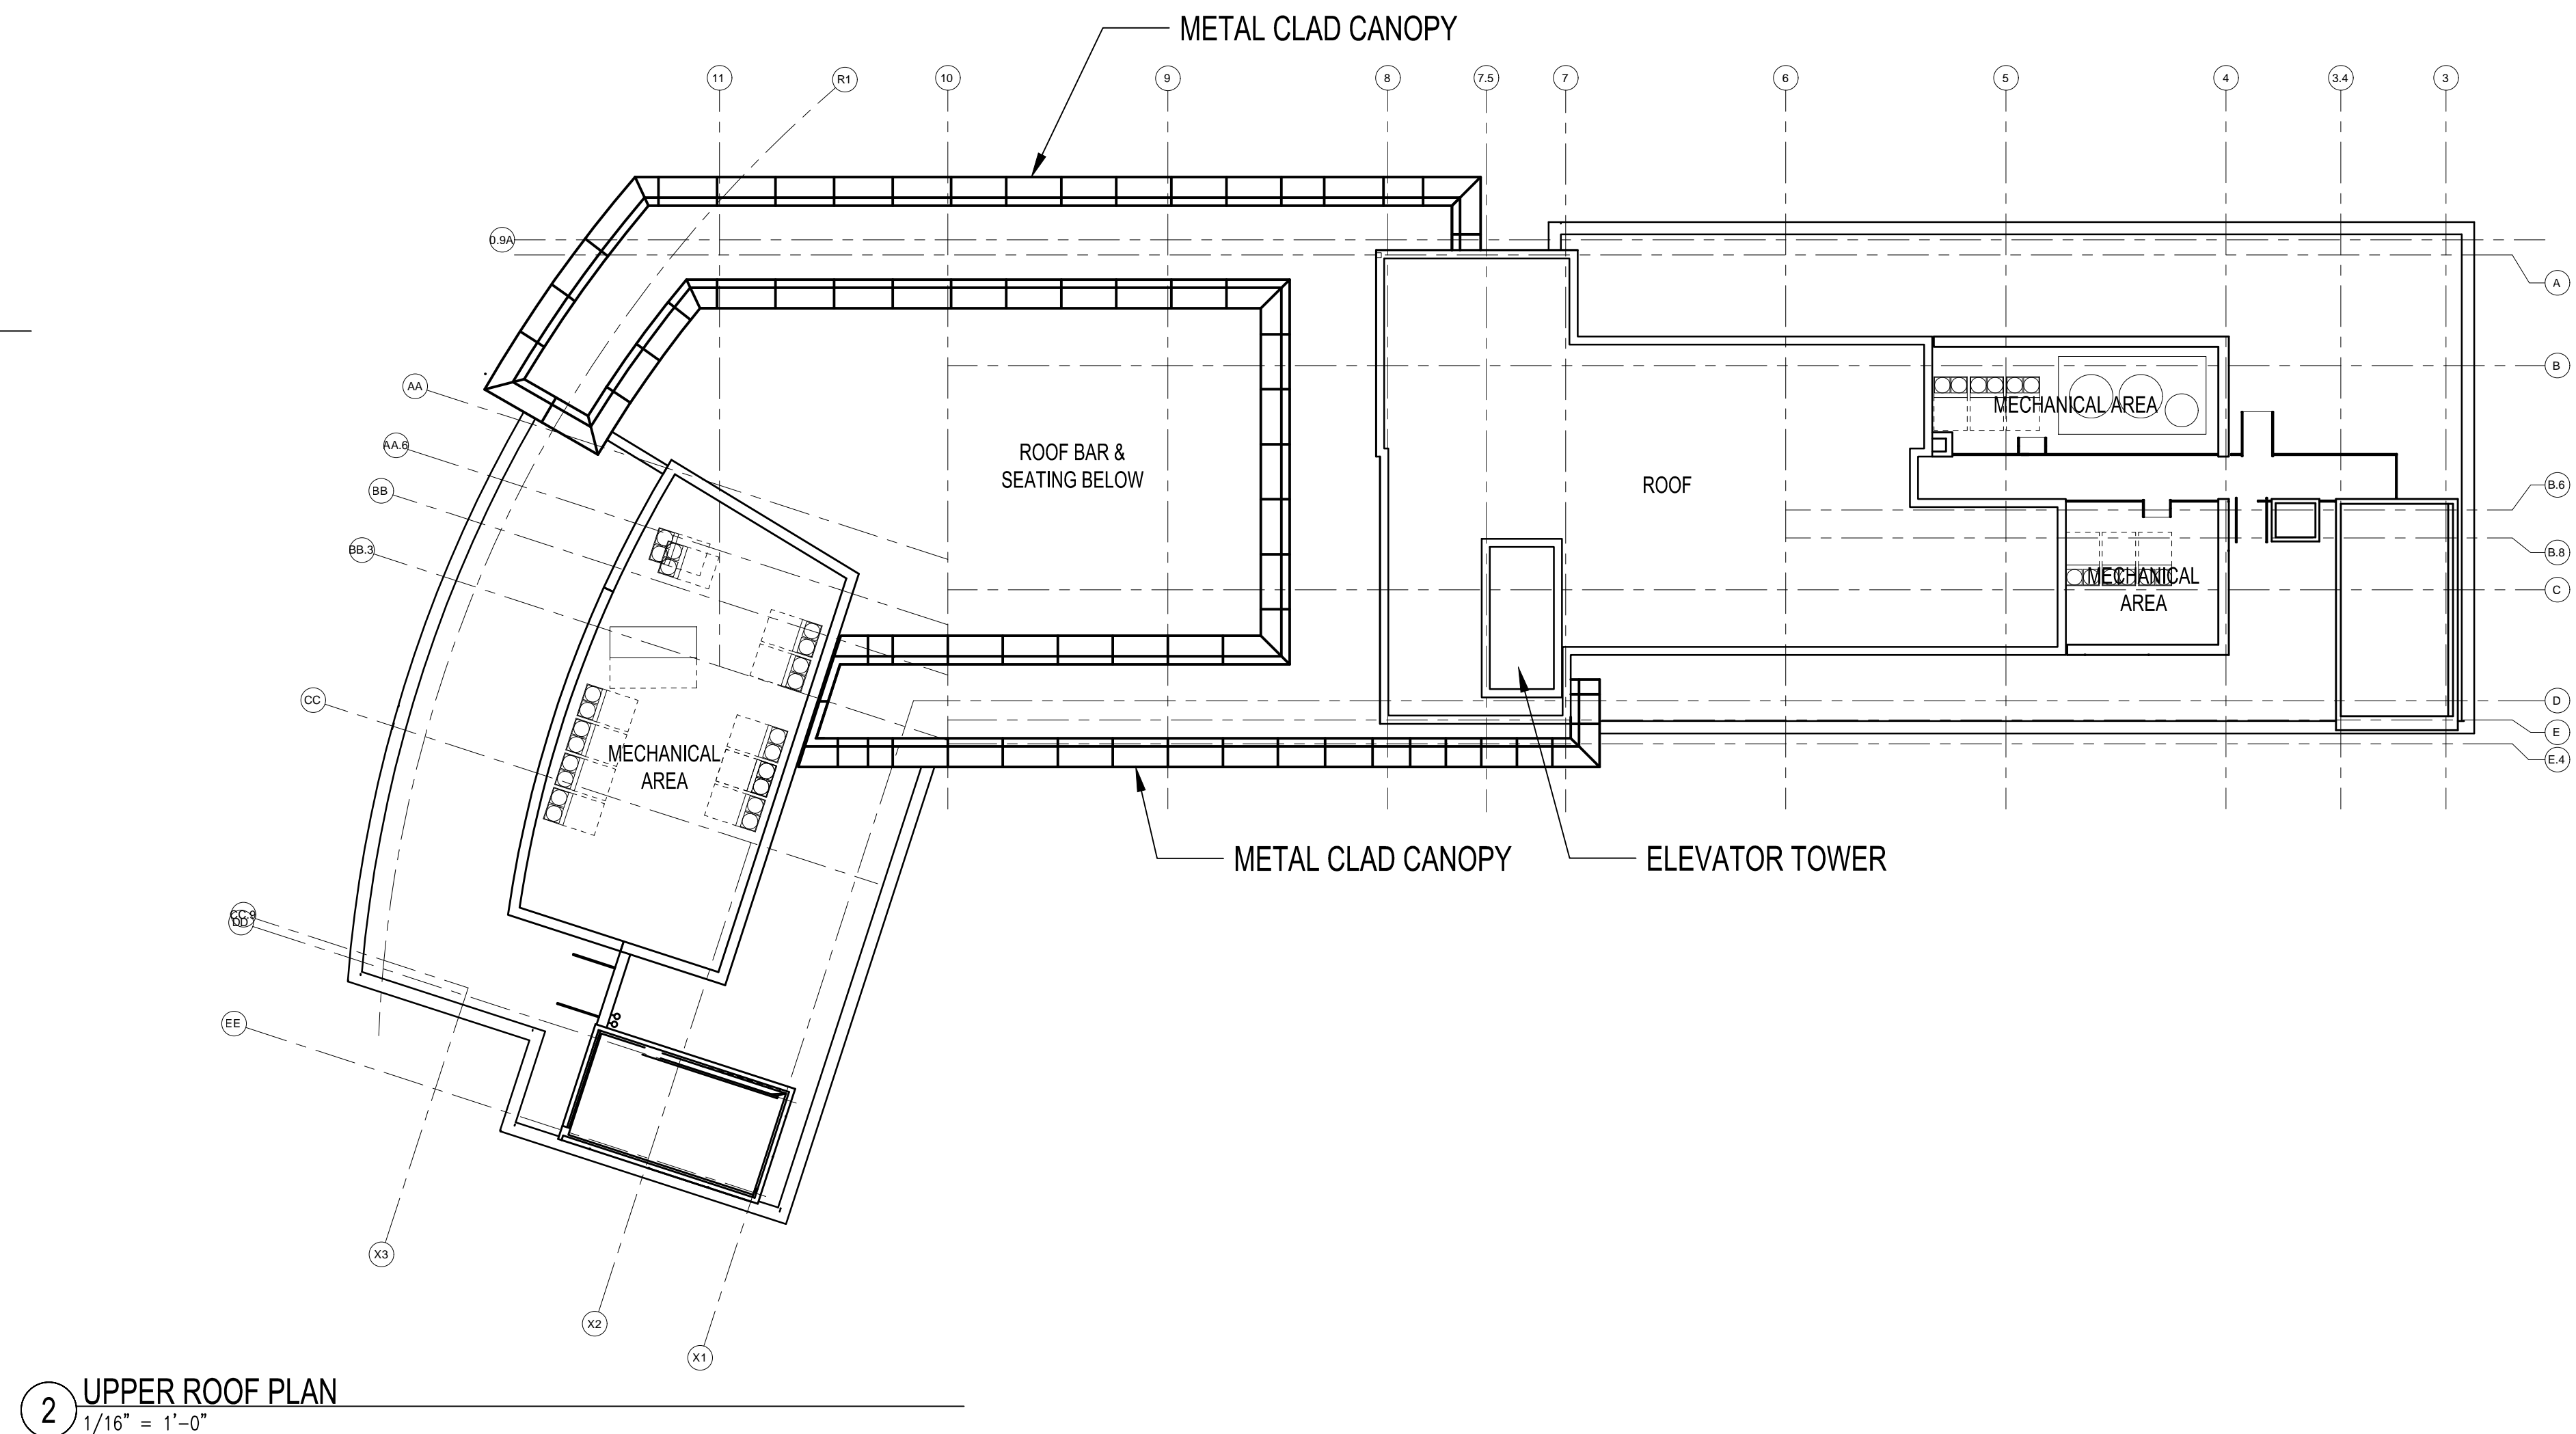 METAL CLAD CANOPY
11
R1
10
9
8
7.5
7
6
5
4
3.4
3
0.9A
A
B
AA
MECHANICAL AREA
AA.6
ROOF BAR &
SEATING BELOW
ROOF
B.6
BB
BB.3
B.8
MECHANICAL
AREA
C
CC
D
E
E.4
MECHANICAL
AREA
METAL CLAD CANOPY
ELEVATOR TOWER
CC.9
DD
EE
X3
X2
X1
2
UPPER ROOF PLAN
1/16" = 1'-0"